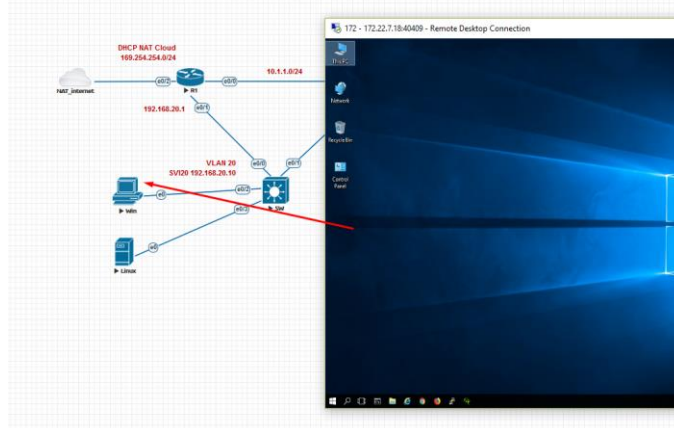 172 - 172.22.7.18:40409 - Remote Desktop Connection
DHCP NAT Cloud
169.254.254.0/24
This PC
10.1.1.0/24
e0/2
e0/0
NAT_internet
R1
Network
192.168.20.1
e0/1
Recycle Bin
VLAN 20
SVI20 192.168.20.10
e0/0
e0/1
Control
Panel
e0
e0/2
Win
e0/3
SW
e0
Linux